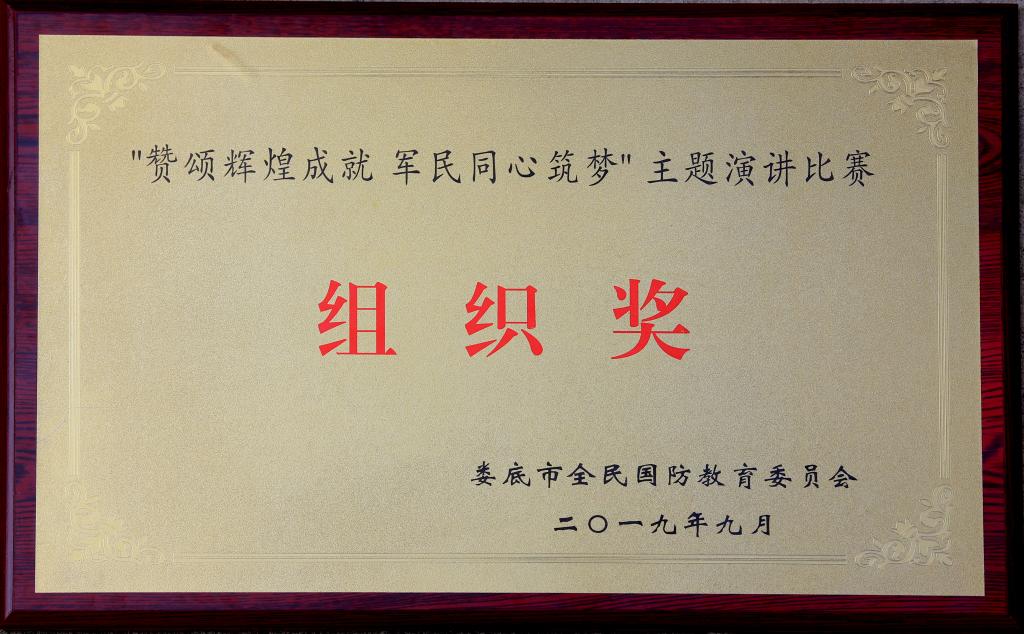 "赞颂辉煌成就 军民同心筑梦" 主题演讲比赛
组织奖
娄底市全民国防教育委员会
二〇一九年九月